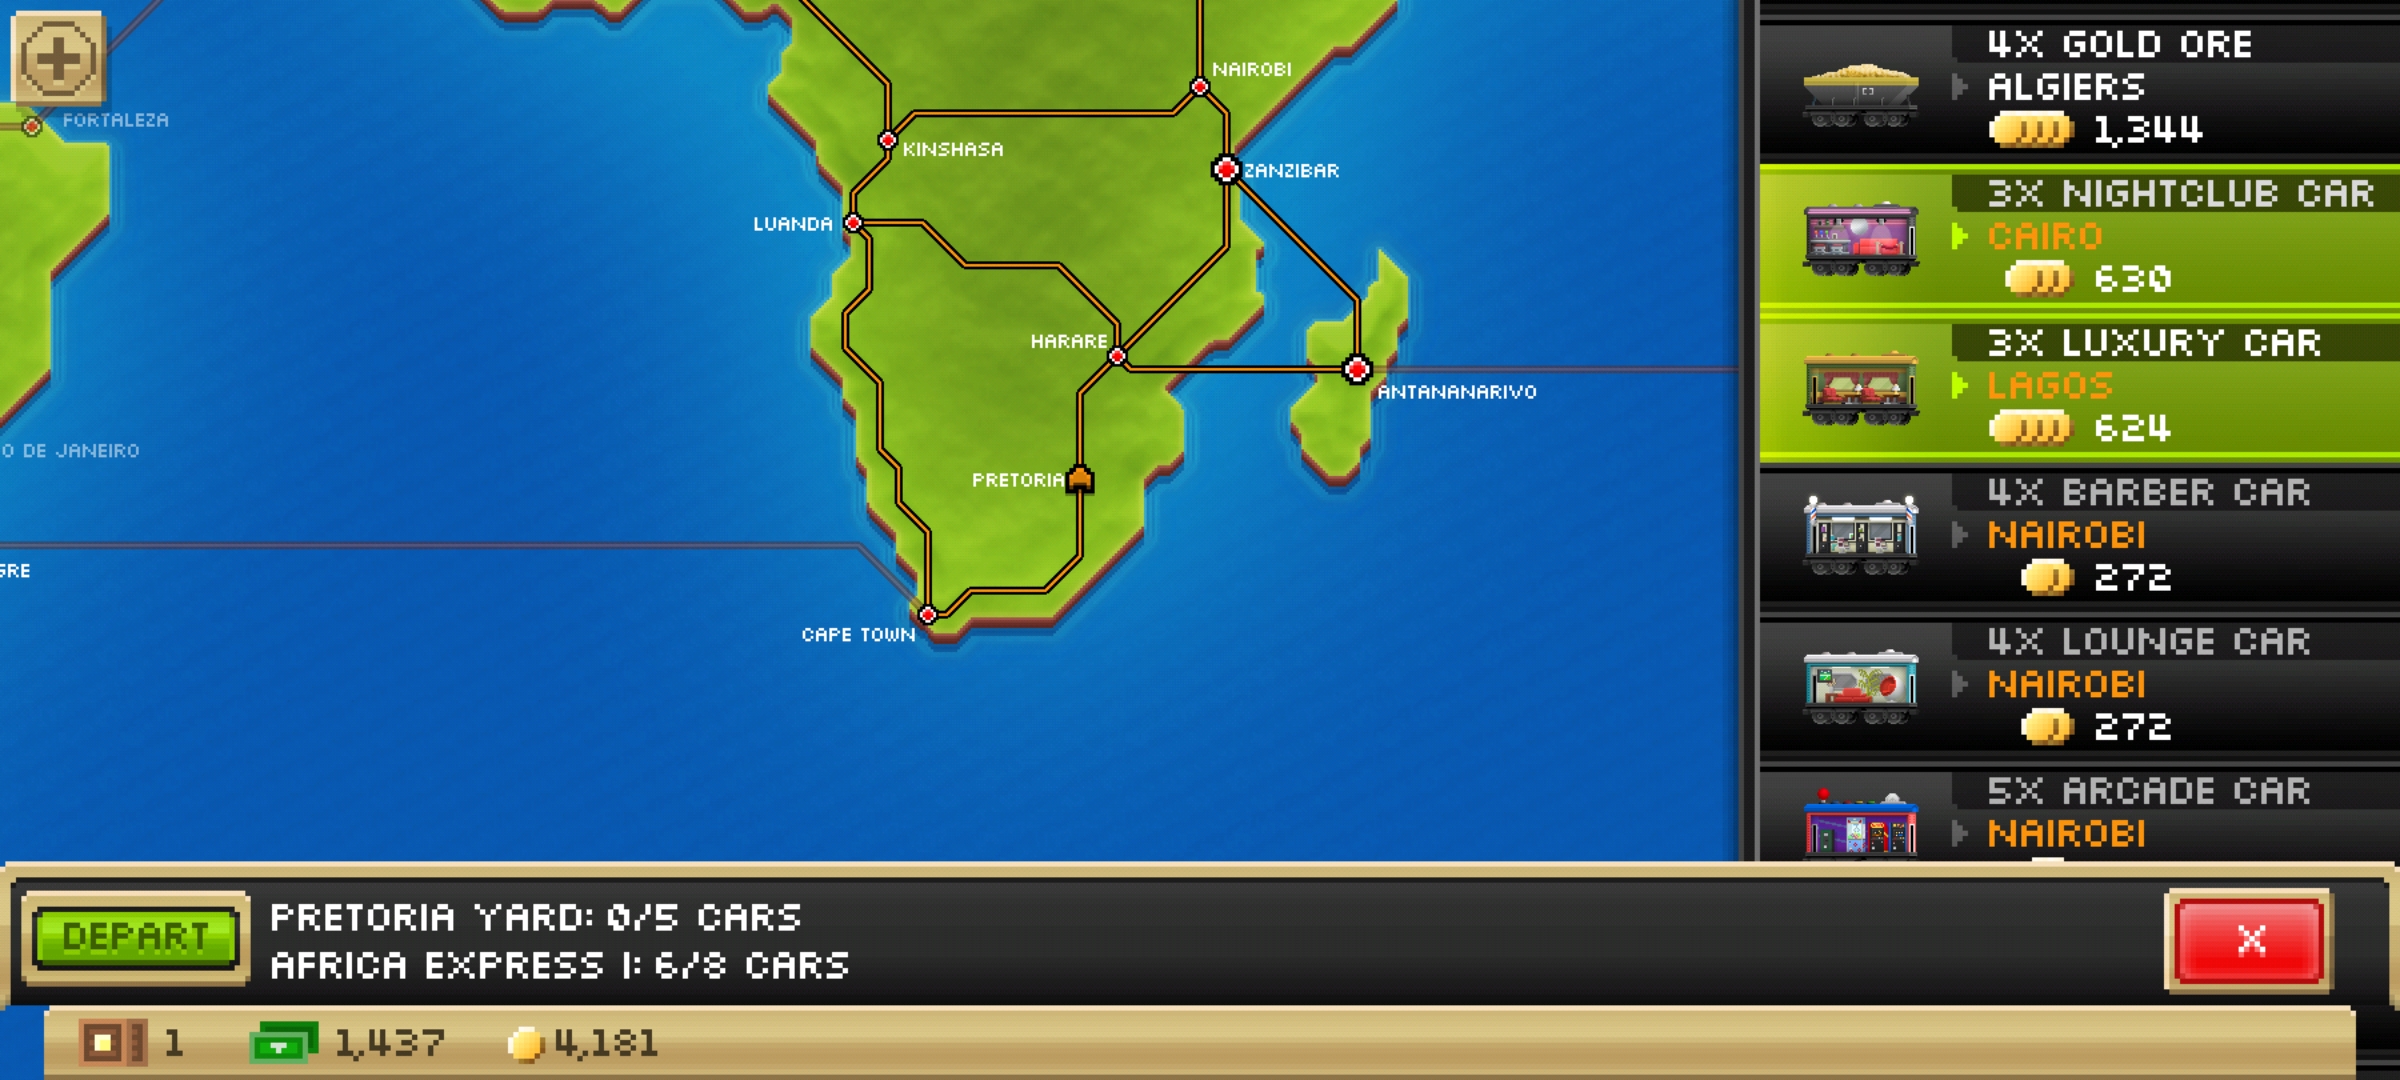 NAIROBI
FORTALEZA
KINSHASA
ZANZIBAR
LUANDA
HARARE
ANTANANARIVO
O DE JANEIRO
PRETORIA
GRE
CAPE TOWN
4X GOLD ORE
ALGIERS
1,344
3X NIGHTCLUB CAR
CAIRO
630
3X LUXURY CAR
LAGOS
624
4X BARBER CAR
NAIROBI
272
4X LOUNGE CAR
NAIROBI
272
5X ARCADE CAR
NAIROBI
DEPART
PRETORIA YARD: 0/5 CARS
AFRICA EXPRESS I: 6/8 CARS
X
1
1,437
4,181